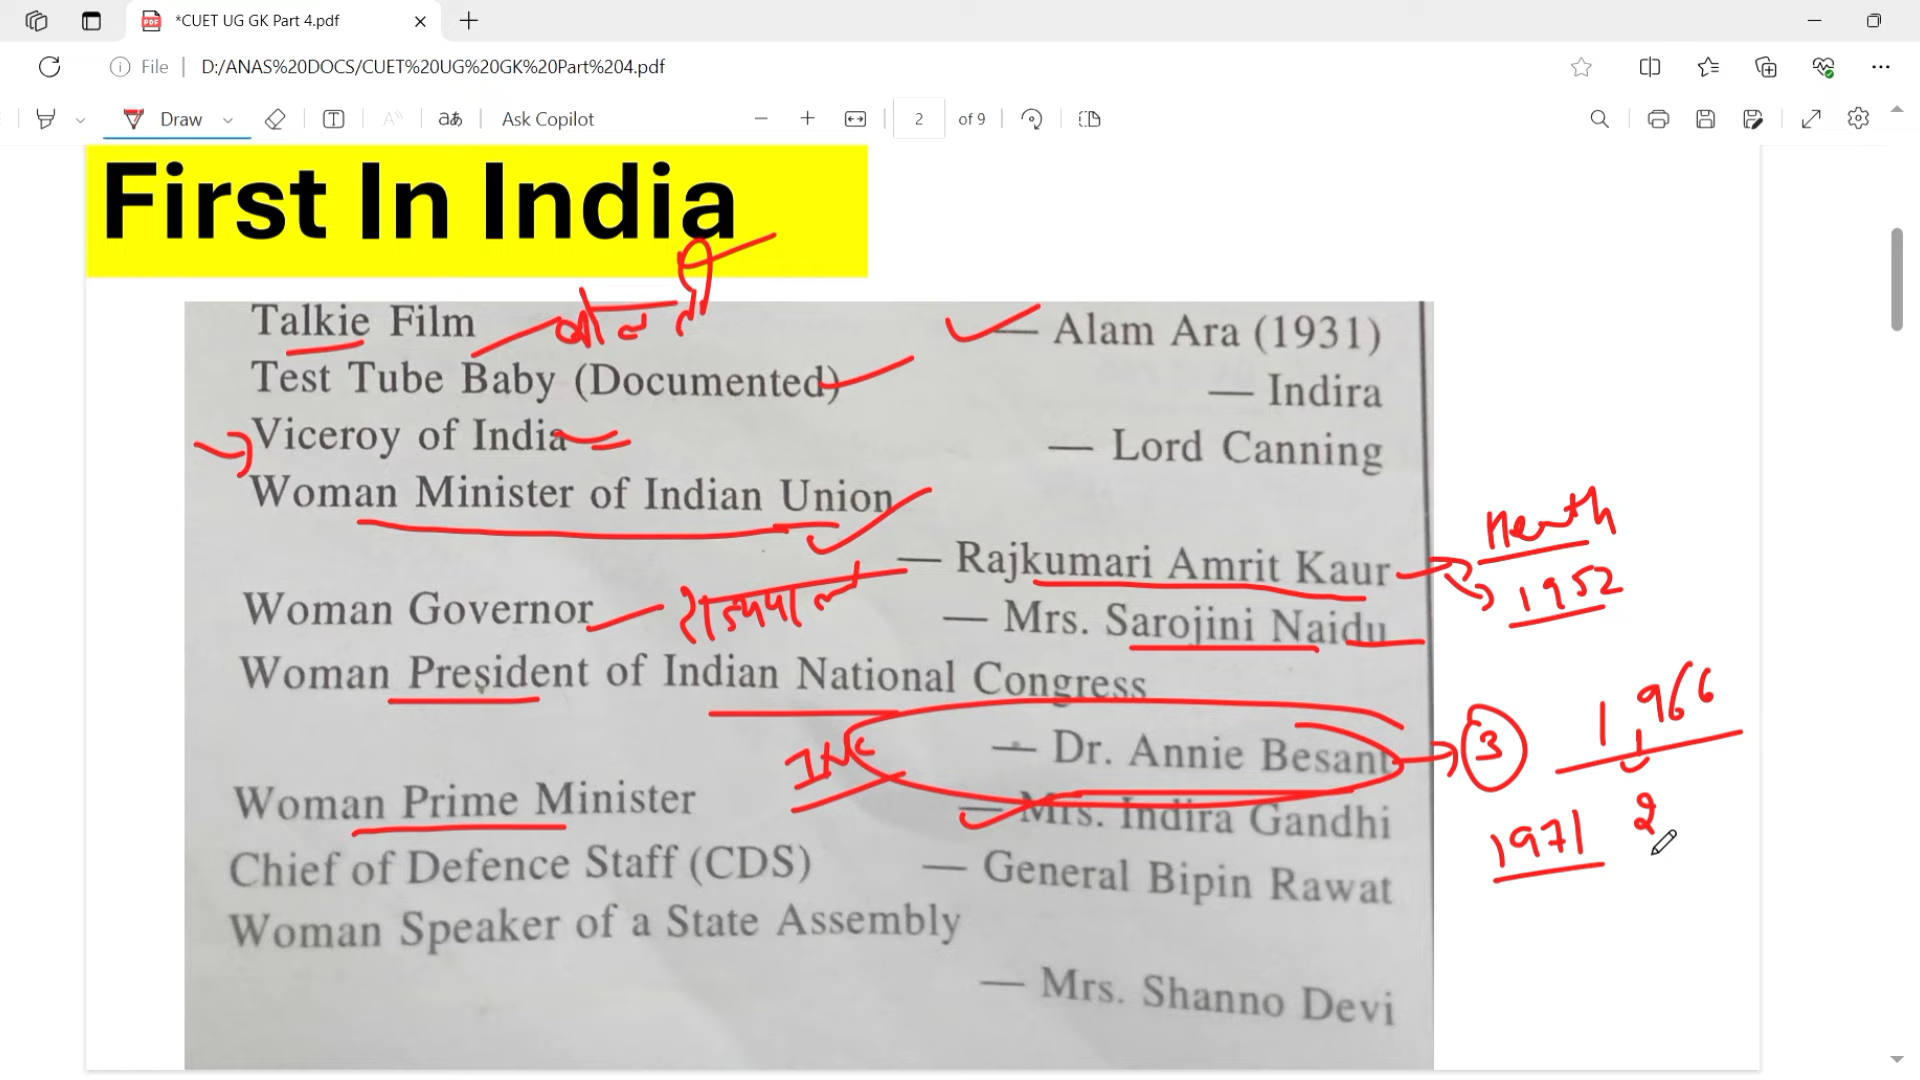 *CUET UG GK Part 4.pdf
File | D:/ANAS%20DOCS/CUET%20UG%20GK%20Part%204.pdf
Draw aあ Ask Copilot 2 of 9
First In India
Talkie Film — Alam Ara (1931)
Test Tube Baby (Documented) — Indira
Viceroy of India — Lord Canning
Woman Minister of Indian Union
— Rajkumari Amrit Kaur
1952
Woman Governor राज्यपाल — Mrs. Sarojini Naidu
Woman President of Indian National Congress
1966
INC — Dr. Annie Besant 3
Woman Prime Minister — Mrs. Indira Gandhi
1971 2
Chief of Defence Staff (CDS) — General Bipin Rawat
Woman Speaker of a State Assembly
— Mrs. Shanno Devi